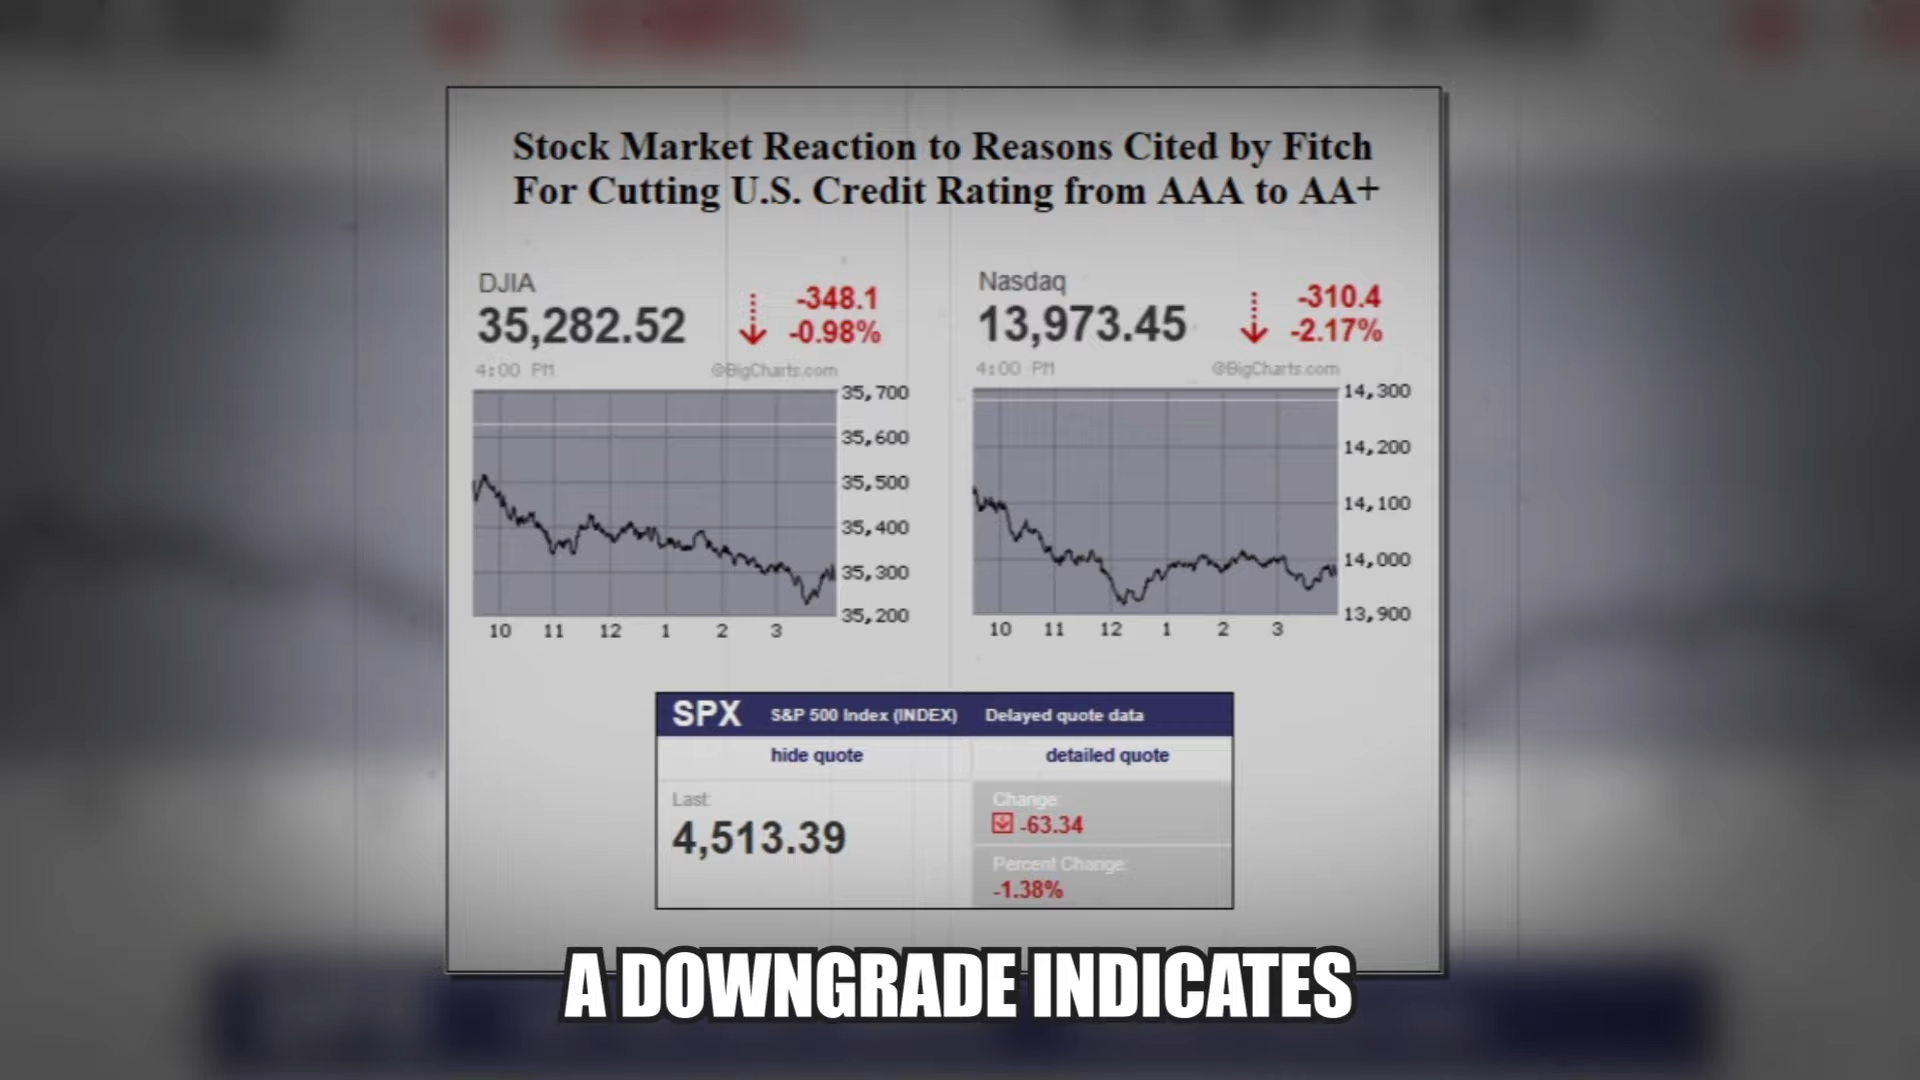 Stock Market Reaction to Reasons Cited by Fitch
For Cutting U.S. Credit Rating from AAA to AA+
DJIA
35,282.52
-348.1
-0.98%
4:00 PM
©BigCharts.com
35,700
35,600
35,500
35,400
35,300
35,200
10 11 12 1 2 3
Nasdaq
13,973.45
-310.4
-2.17%
4:00 PM
©BigCharts.com
14,300
14,200
14,100
14,000
13,900
10 11 12 1 2 3
SPX S&P 500 Index (INDEX) Delayed quote data
hide quote detailed quote
Last:
4,513.39
Change:
-63.34
Percent Change:
-1.38%
A DOWNGRADE INDICATES